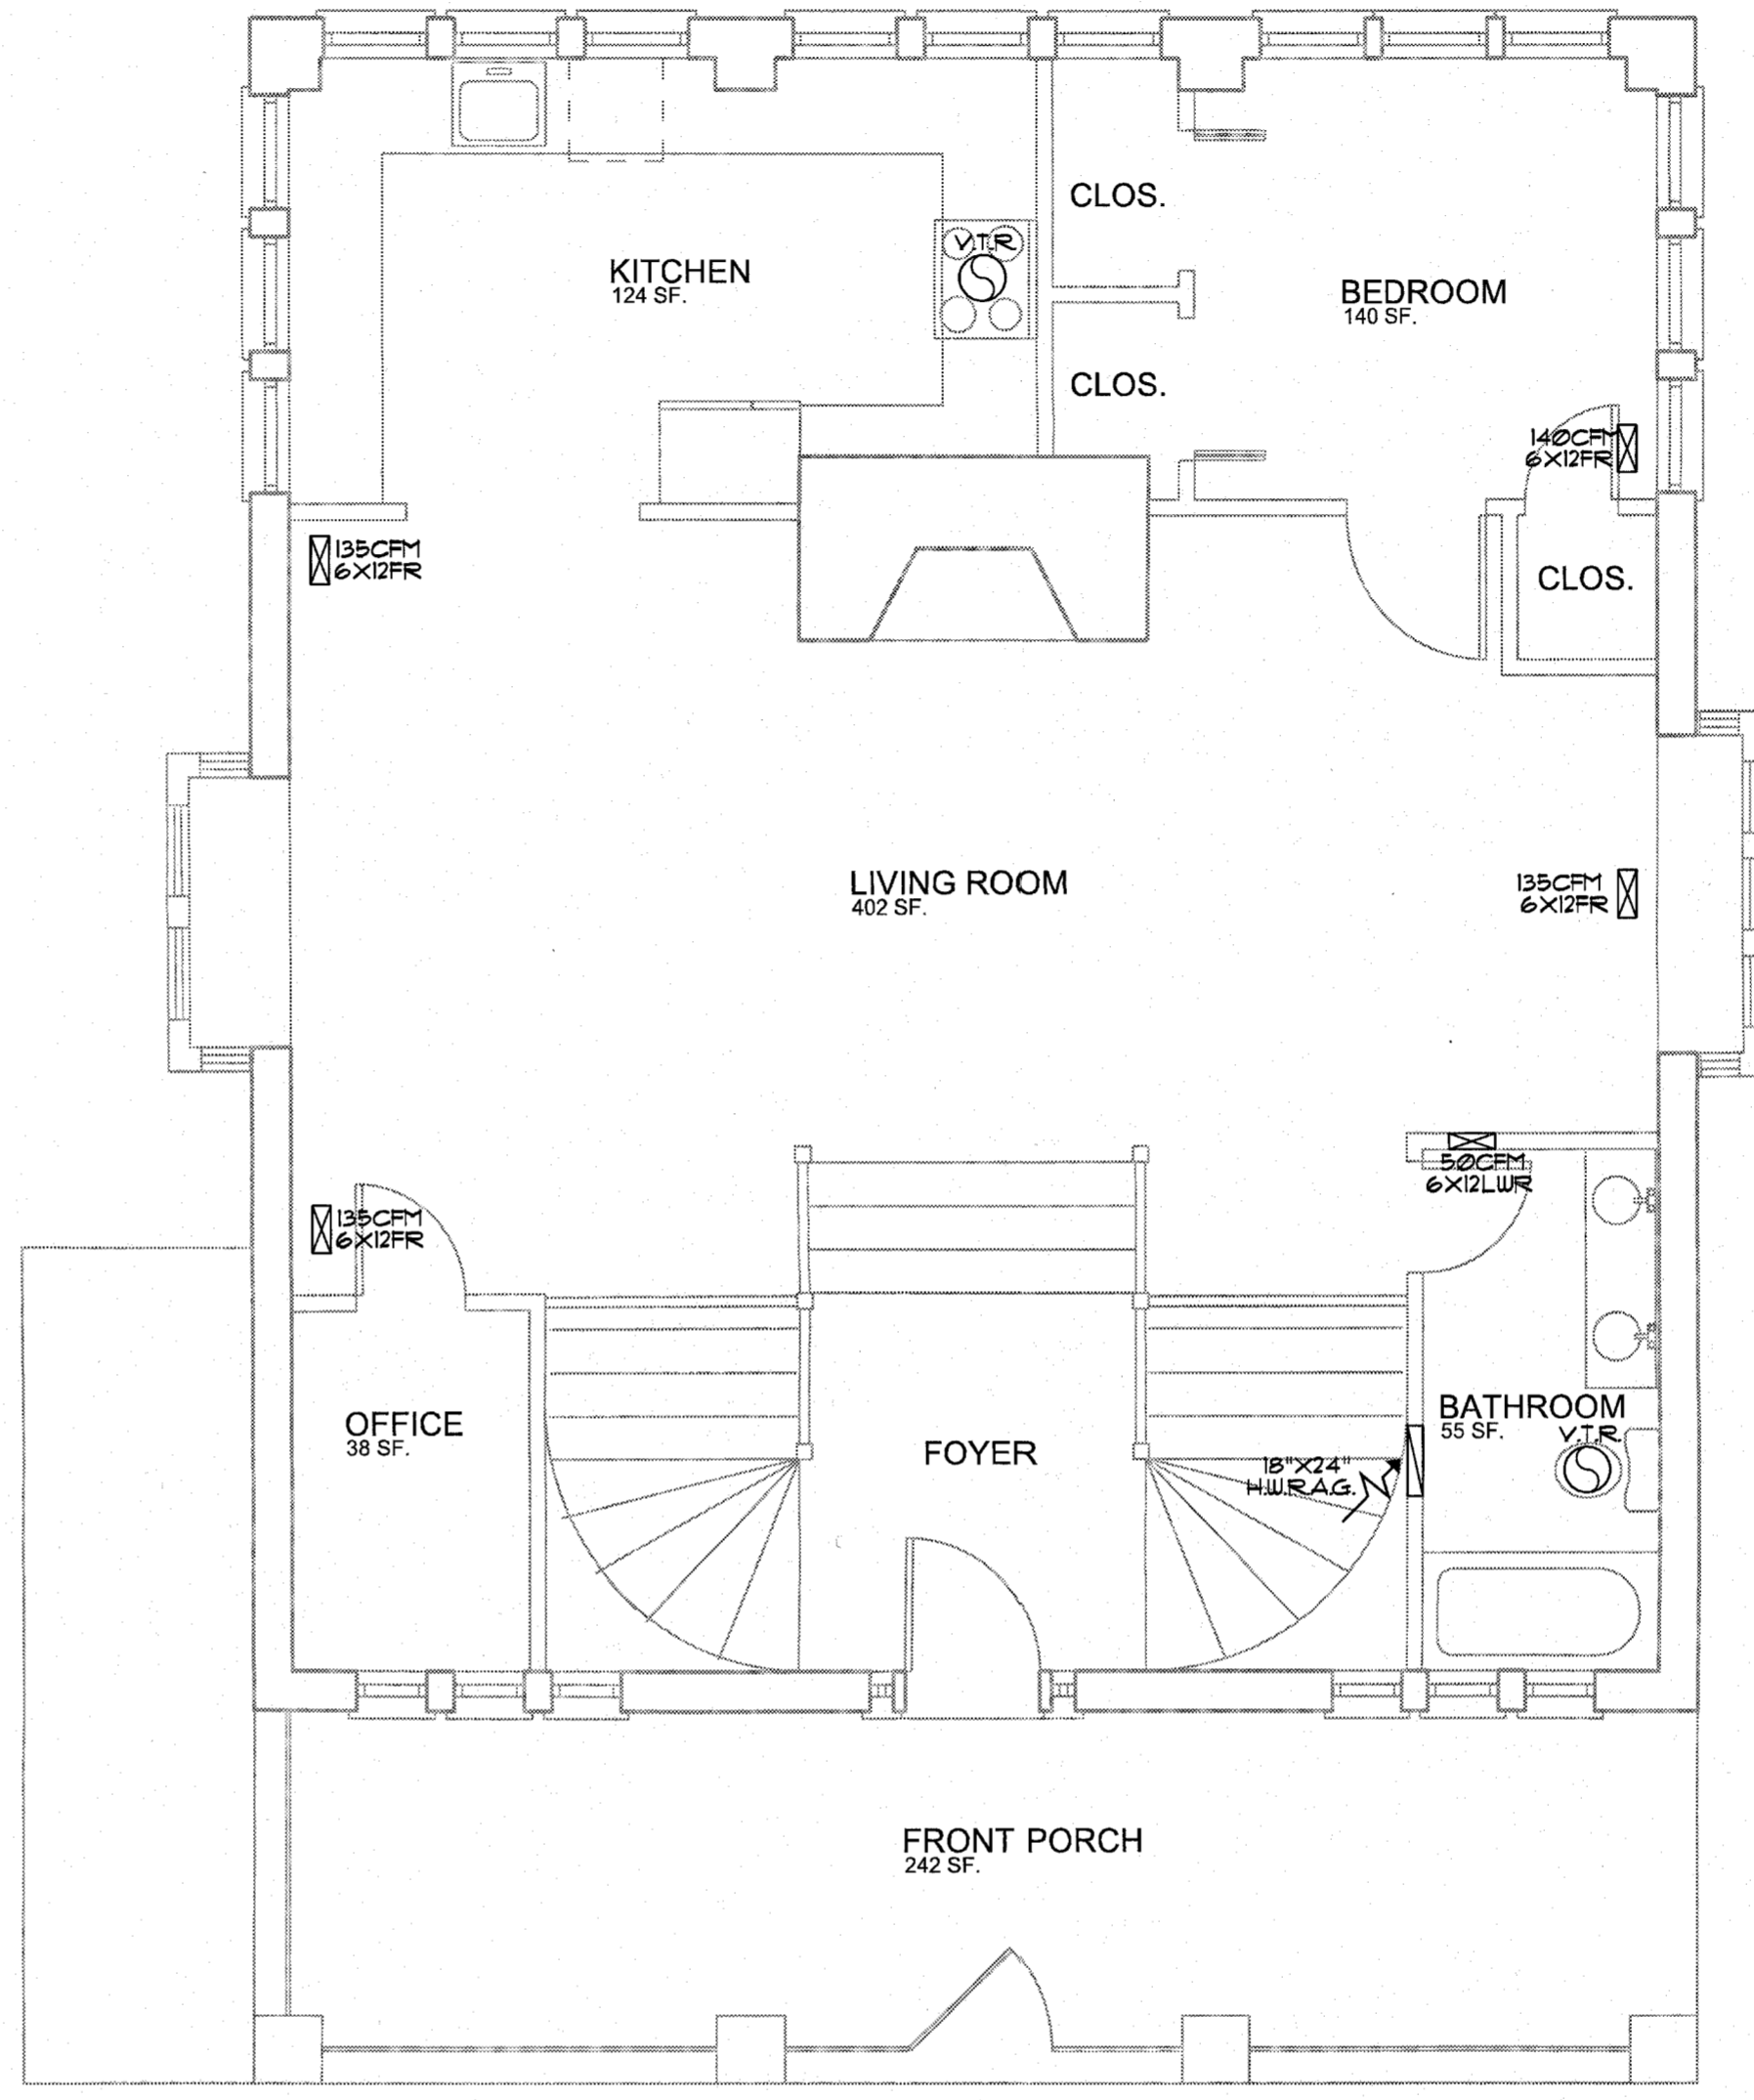 V.T.R
CLOS.
KITCHEN
124 SF.
BEDROOM
140 SF.
CLOS.
140CFM
6X12FR
135CFM
6X12FR
CLOS.
LIVING ROOM
402 SF.
135CFM
6X12FR
50CFM
6X12LWR
135CFM
6X12FR
OFFICE
38 SF.
FOYER
BATHROOM
55 SF.
V.T.R.
18"X24"
H.W.R.A.G.
FRONT PORCH
242 SF.